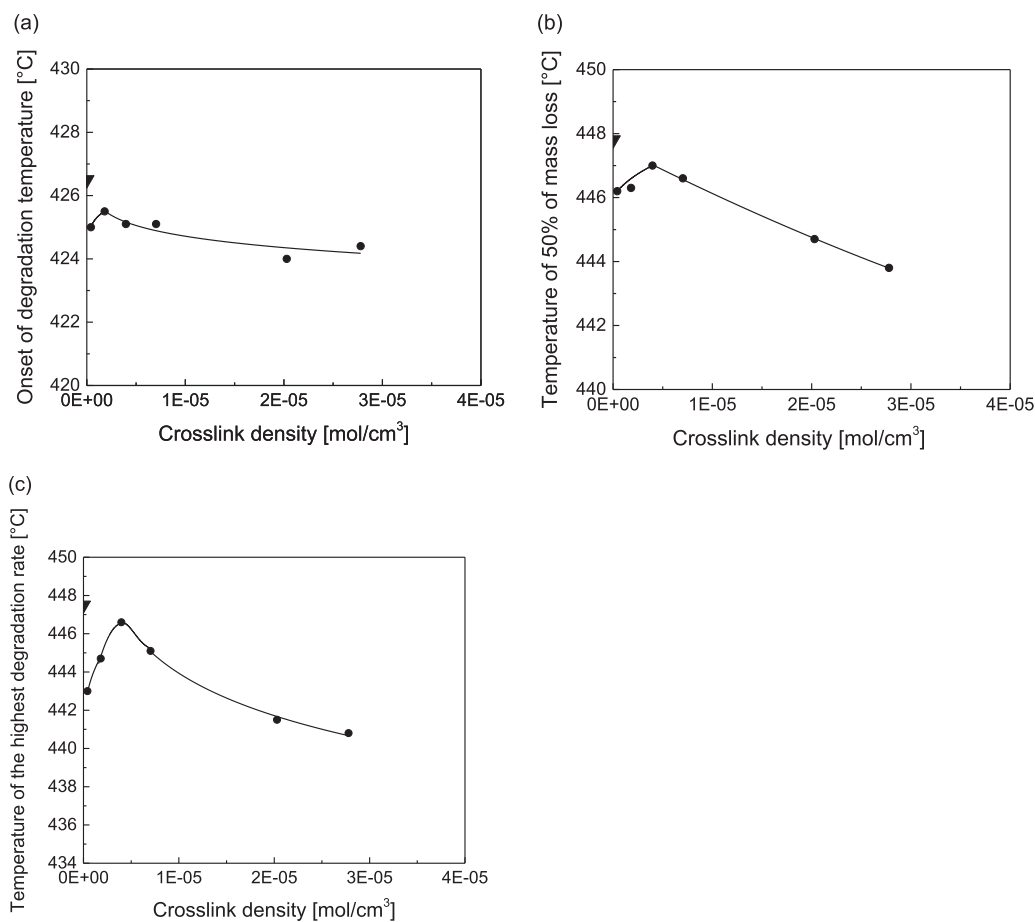 (a)
Onset of degradation temperature [°C]
430
428
426
424
422
420
0E+00 1E-05 2E-05 3E-05 4E-05
Crosslink density [mol/cm³]
(b)
Temperature of 50% of mass loss [°C]
450
448
446
444
442
440
0E+00 1E-05 2E-05 3E-05 4E-05
Crosslink density [mol/cm³]
(c)
Temperature of the highest degradation rate [°C]
450
448
446
444
442
440
438
436
434
0E+00 1E-05 2E-05 3E-05 4E-05
Crosslink density [mol/cm³]